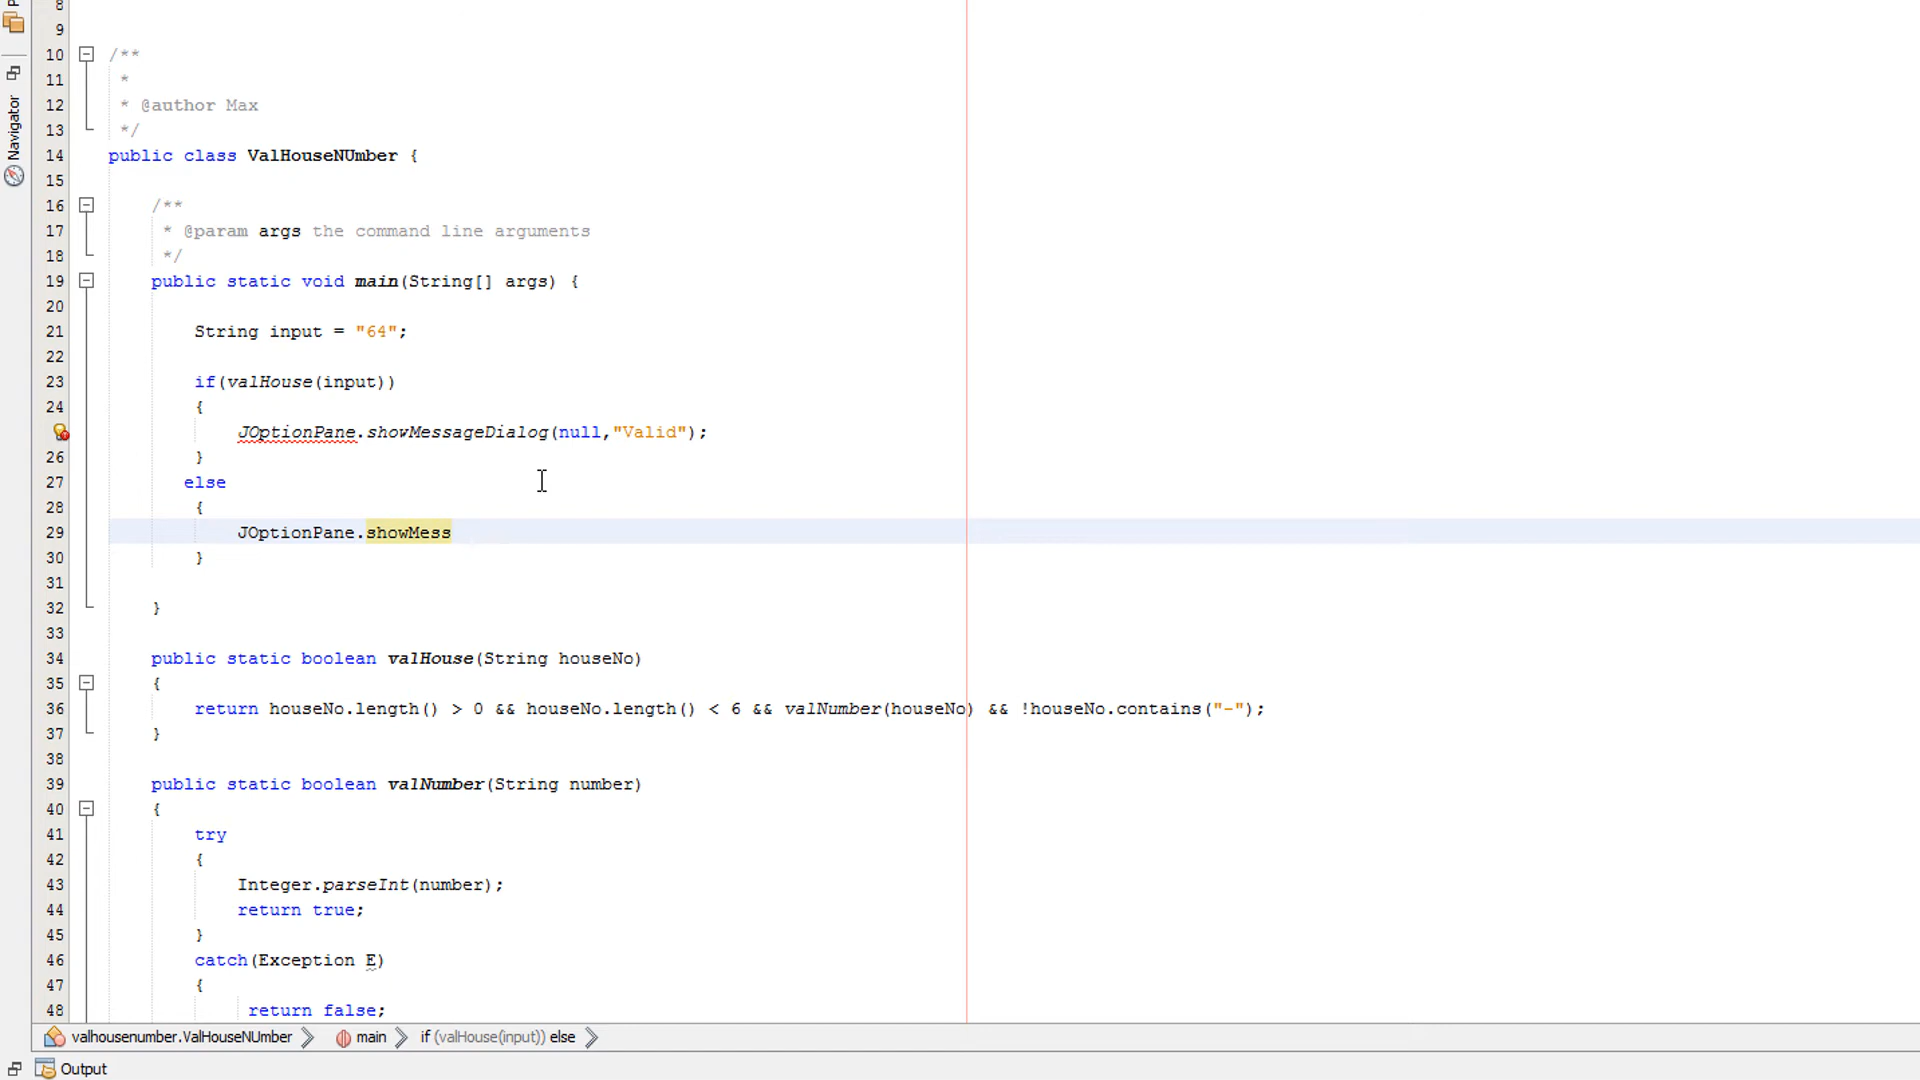 8
9
10 /**
11 *
12 * @author Max
13 */
14 public class ValHouseNUmber {
15
16 /**
17 * @param args the command line arguments
18 */
19 public static void main(String[] args) {
20
21 String input = "64";
22
23 if(valHouse(input))
24 {
JOptionPane.showMessageDialog(null,"Valid");
26 }
27 else
28 {
29 JOptionPane.showMess
30 }
31
32 }
33
34 public static boolean valHouse(String houseNo)
35 {
36 return houseNo.length() > 0 && houseNo.length() < 6 && valNumber(houseNo) && !houseNo.contains("-");
37 }
38
39 public static boolean valNumber(String number)
40 {
41 try
42 {
43 Integer.parseInt(number);
44 return true;
45 }
46 catch(Exception E)
47 {
48 return false;
Navigator
valhousenumber.ValHouseNUmber main if (valHouse(input)) else
Output